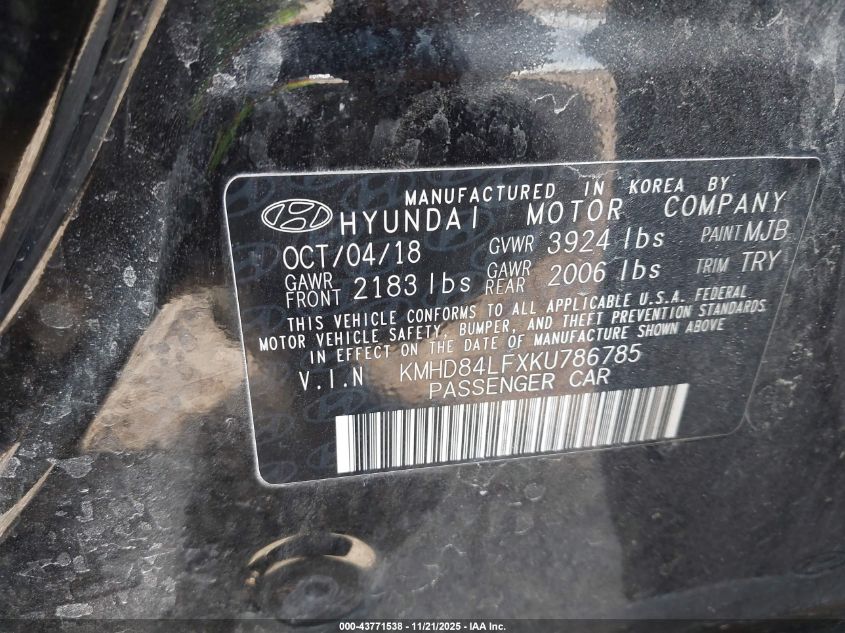 MANUFACTURED IN KOREA BY
HYUNDAI MOTOR COMPANY
OCT/04/18 GVWR 3924 lbs PAINT MJB
GAWR FRONT 2183 lbs GAWR REAR 2006 lbs TRIM TRY
THIS VEHICLE CONFORMS TO ALL APPLICABLE U.S.A. FEDERAL
MOTOR VEHICLE SAFETY, BUMPER, AND THEFT PREVENTION STANDARDS
IN EFFECT ON THE DATE OF MANUFACTURE SHOWN ABOVE
V.I.N KMHD84LFXKU786785
PASSENGER CAR
000-43771538 - 11/21/2025 - IAA Inc.